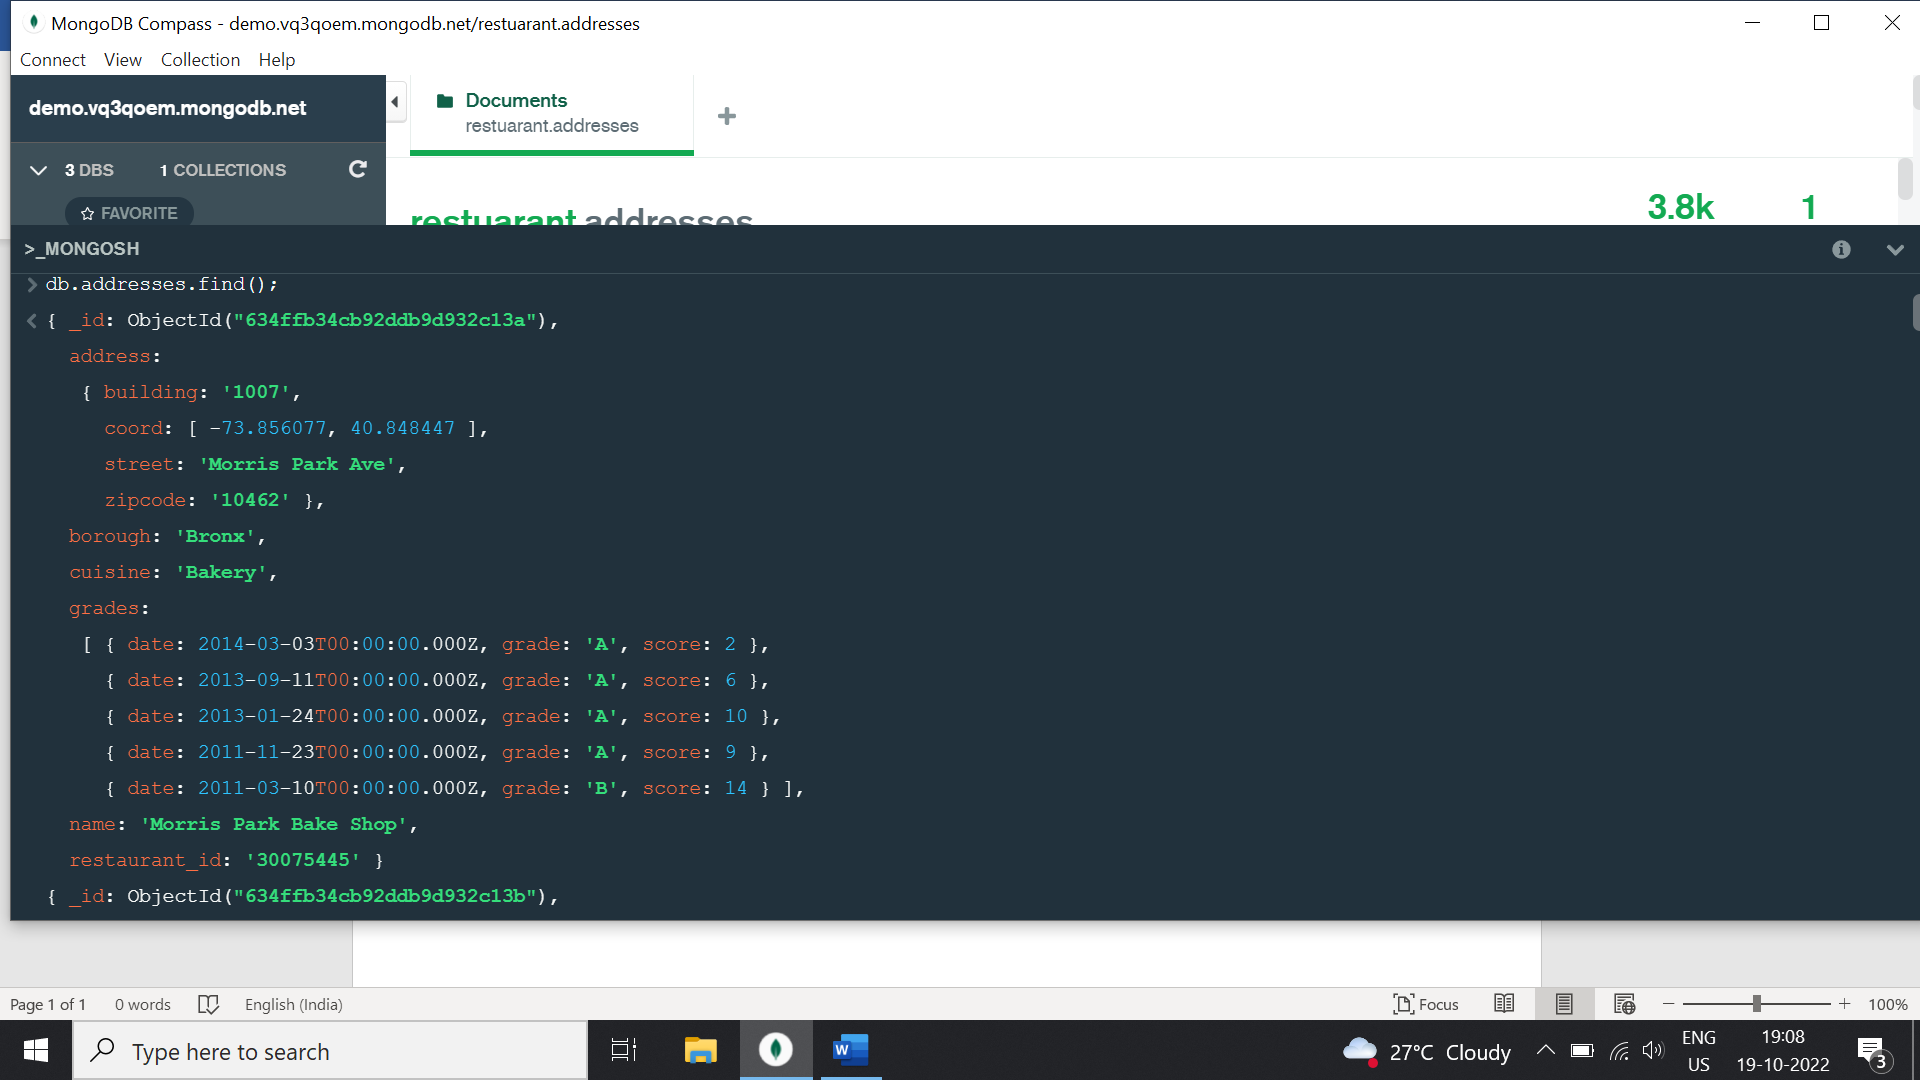 MongoDB Compass - demo.vq3qoem.mongodb.net/restuarant.addresses
Connect View Collection Help
demo.vq3qoem.mongodb.net
Documents
restuarant.addresses
3 DBS 1 COLLECTIONS
FAVORITE
restuarant.addresses
3.8k 1
>_MONGOSH
db.addresses.find();
{ _id: ObjectId("634ffb34cb92ddb9d932c13a"),
address:
{ building: '1007',
coord: [ -73.856077, 40.848447 ],
street: 'Morris Park Ave',
zipcode: '10462' },
borough: 'Bronx',
cuisine: 'Bakery',
grades:
[ { date: 2014-03-03T00:00:00.000Z, grade: 'A', score: 2 },
{ date: 2013-09-11T00:00:00.000Z, grade: 'A', score: 6 },
{ date: 2013-01-24T00:00:00.000Z, grade: 'A', score: 10 },
{ date: 2011-11-23T00:00:00.000Z, grade: 'A', score: 9 },
{ date: 2011-03-10T00:00:00.000Z, grade: 'B', score: 14 } ],
name: 'Morris Park Bake Shop',
restaurant_id: '30075445' }
{ _id: ObjectId("634ffb34cb92ddb9d932c13b"),
Page 1 of 1 0 words English (India) Focus 100%
Type here to search
W
27°C Cloudy
ENG
US
19:08
19-10-2022
3